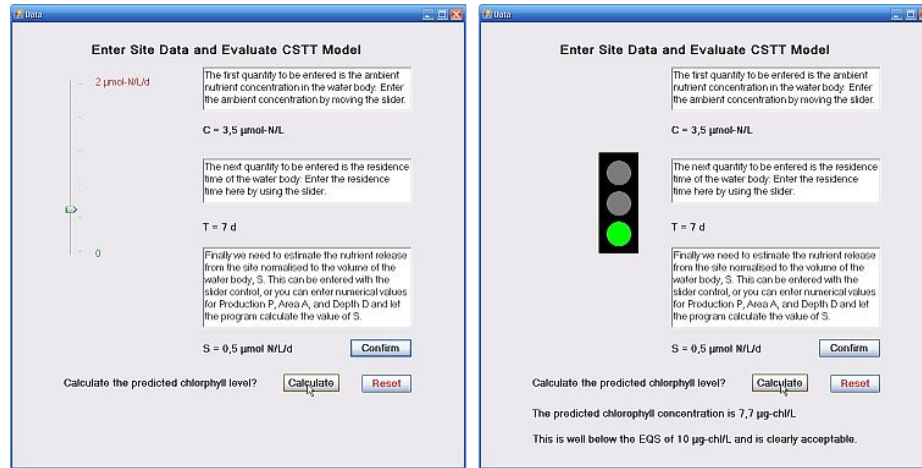 Data
Enter Site Data and Evaluate CSTT Model
2 µmol-N/L/d
The first quantity to be entered is the ambient
nutrient concentration in the water body. Enter
the ambient concentration by moving the slider.
C = 3,5 µmol-N/L
The next quantity to be entered is the residence
time of the water body. Enter the residence
time here by using the slider.
T = 7 d
0
Finally we need to estimate the nutrient release
from the site normalised to the volume of the
water body, S. This can be entered with the
slider control, or you can enter numerical values
for Production P, Area A, and Depth D and let
the program calculate the value of S.
S = 0,5 µmol N/L/d
Confirm
Calculate the predicted chlorphyll level?
Calculate
Reset
Data
Enter Site Data and Evaluate CSTT Model
The first quantity to be entered is the ambient
nutrient concentration in the water body. Enter
the ambient concentration by moving the slider.
C = 3,5 µmol-N/L
The next quantity to be entered is the residence
time of the water body. Enter the residence
time here by using the slider.
T = 7 d
Finally we need to estimate the nutrient release
from the site normalised to the volume of the
water body, S. This can be entered with the
slider control, or you can enter numerical values
for Production P, Area A, and Depth D and let
the program calculate the value of S.
S = 0,5 µmol N/L/d
Confirm
Calculate the predicted chlorphyll level?
Calculate
Reset
The predicted chlorophyll concentration is 7,7 µg-chl/L
This is well below the EQS of 10 µg-chl/L and is clearly acceptable.